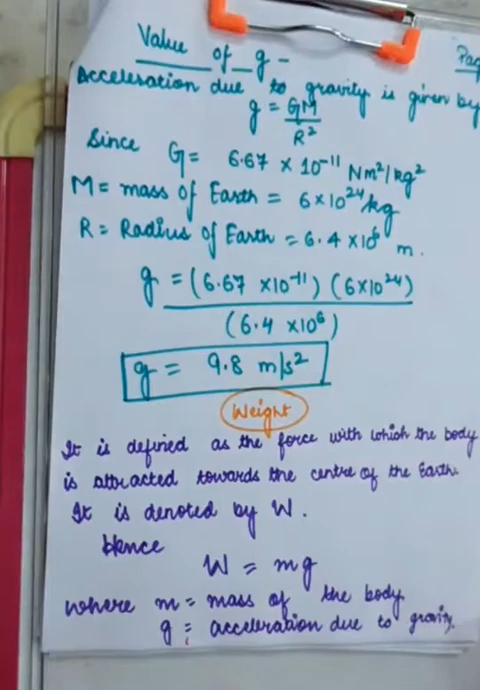 Value of g -
Pag
Acceleration due to gravity is given by
g = GM/R²
Since G = 6.67 × 10⁻¹¹ Nm²/kg²
M = mass of Earth = 6×10²⁴ kg
R = Radius of Earth = 6.4 ×10⁶ m.
g = (6.67 ×10⁻¹¹) (6×10²⁴)
(6.4 ×10⁶)
g = 9.8 m/s²
Weight
It is defined as the force with which the body
is attracted towards the centre of the Earth.
It is denoted by W.
Hence
W = mg
where m = mass of the body
g = acceleration due to gravity.